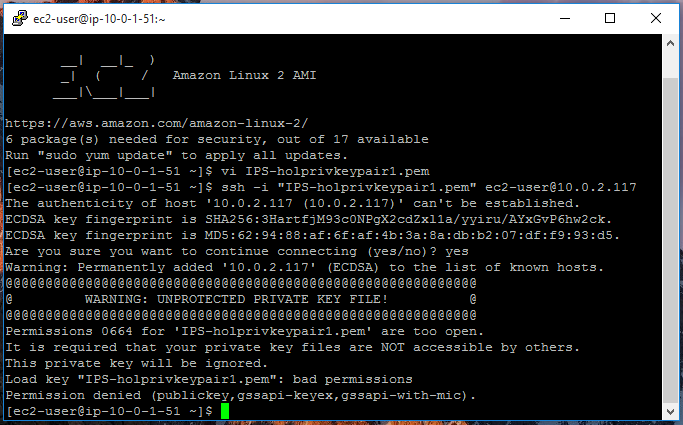 ec2-user@ip-10-0-1-51:~
__|  __|_  )
_|  (     /   Amazon Linux 2 AMI
___|\___|___|
https://aws.amazon.com/amazon-linux-2/
6 package(s) needed for security, out of 17 available
Run "sudo yum update" to apply all updates.
[ec2-user@ip-10-0-1-51 ~]$ vi IPS-holprivkeypair1.pem
[ec2-user@ip-10-0-1-51 ~]$ ssh -i "IPS-holprivkeypair1.pem" ec2-user@10.0.2.117
The authenticity of host '10.0.2.117 (10.0.2.117)' can't be established.
ECDSA key fingerprint is SHA256:3HartfjM93cONPgX2cdZxl1a/yyiru/AYxGvP6hw2ck.
ECDSA key fingerprint is MD5:62:94:88:af:6f:af:4b:3a:8a:db:b2:07:df:f9:93:d5.
Are you sure you want to continue connecting (yes/no)? yes
Warning: Permanently added '10.0.2.117' (ECDSA) to the list of known hosts.
@@@@@@@@@@@@@@@@@@@@@@@@@@@@@@@@@@@@@@@@@@@@@@@@@@@@@@@@@@@
@         WARNING: UNPROTECTED PRIVATE KEY FILE!          @
@@@@@@@@@@@@@@@@@@@@@@@@@@@@@@@@@@@@@@@@@@@@@@@@@@@@@@@@@@@
Permissions 0664 for 'IPS-holprivkeypair1.pem' are too open.
It is required that your private key files are NOT accessible by others.
This private key will be ignored.
Load key "IPS-holprivkeypair1.pem": bad permissions
Permission denied (publickey,gssapi-keyex,gssapi-with-mic).
[ec2-user@ip-10-0-1-51 ~]$